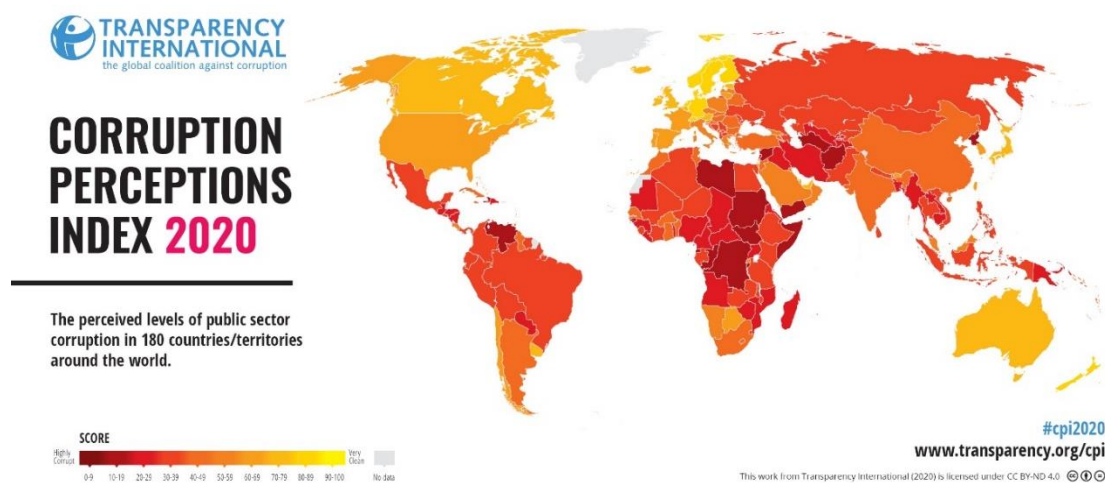 TRANSPARENCY
INTERNATIONAL
the global coalition against corruption
CORRUPTION
PERCEPTIONS
INDEX 2020
The perceived levels of public sector
corruption in 180 countries/territories
around the world.
SCORE
Highly
Corrupt
Very
Clean
0-9 10-19 20-29 30-39 40-49 50-59 60-69 70-79 80-89 90-100 No data
#cpi2020
www.transparency.org/cpi
This work from Transparency International (2020) is licensed under CC BY-ND 4.0